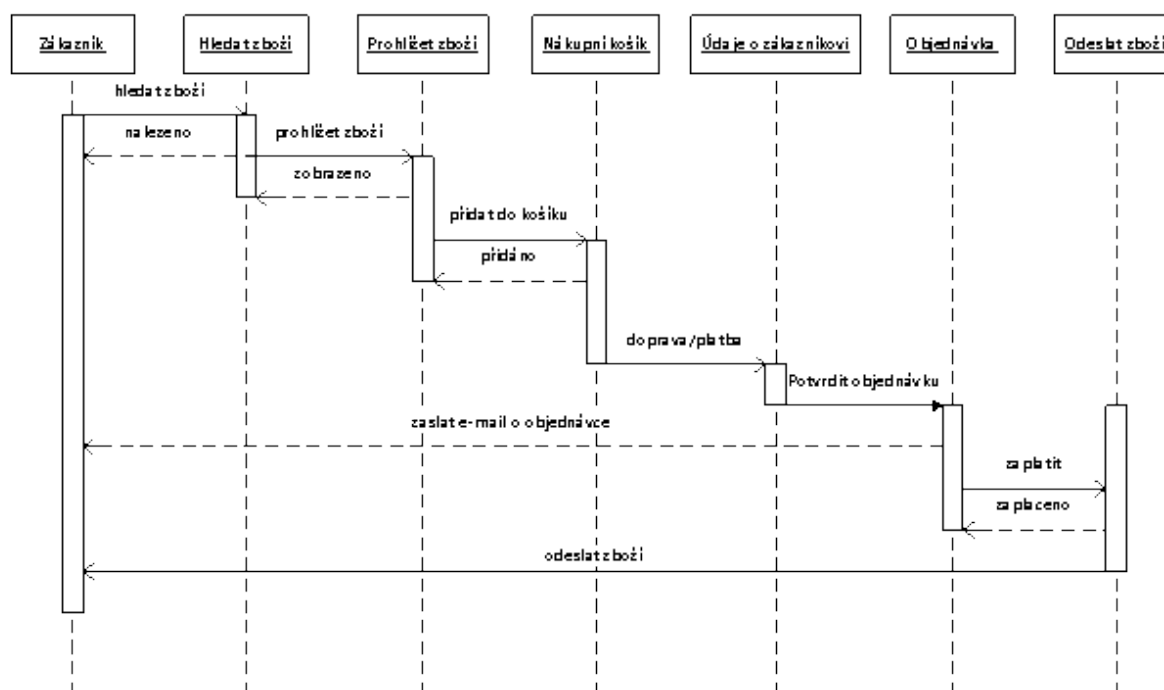 Zákazník
Hledat zboží
Prohlížet zboží
Nákupní košík
Údaje o zákazníkovi
Objednávka
Odeslat zboží
hledat zboží
nalezeno
prohlížet zboží
zobrazeno
přidat do košíku
přidáno
doprava/platba
Potvrdit objednávku
zaslat e-mail o objednávce
zaplatit
zaplaceno
odeslat zboží